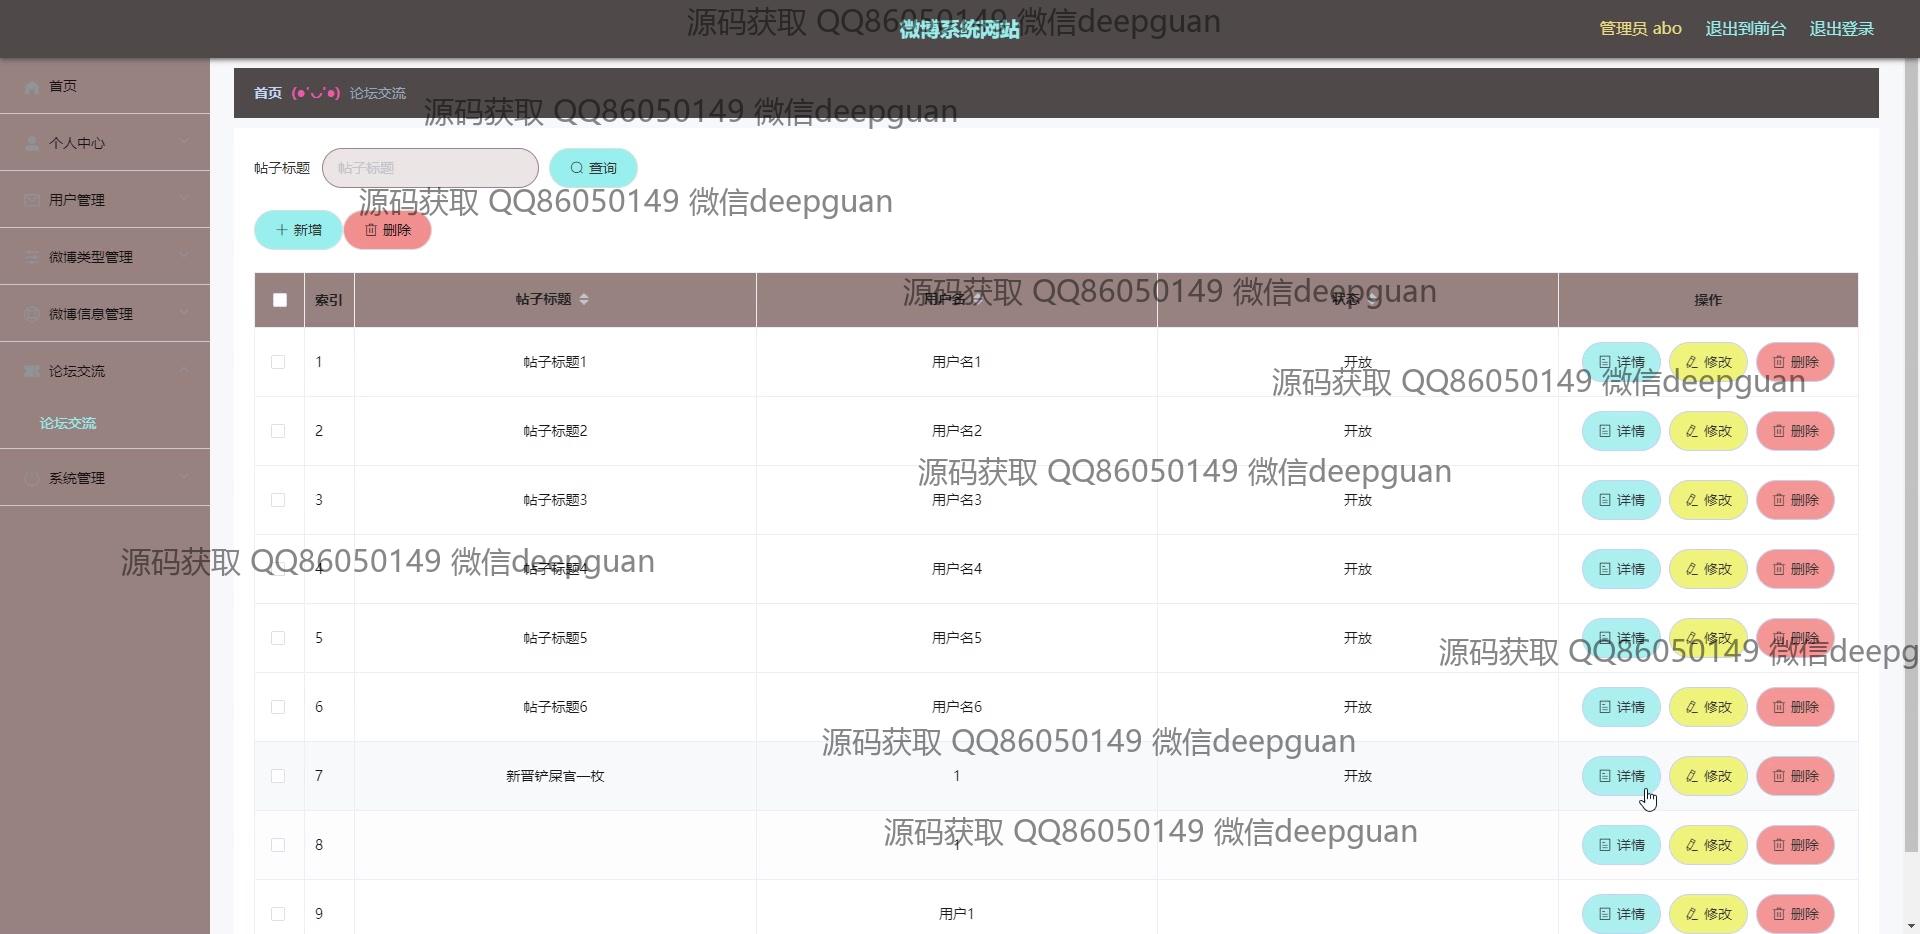 微博系统网站
管理员 abo 退出到前台 退出登录
源码获取 QQ86050149 微信deepguan
首页
个人中心
用户管理
微博类型管理
微博信息管理
论坛交流
论坛交流
系统管理
首页 (●'◡'●) 论坛交流
源码获取 QQ86050149 微信deepguan
帖子标题 帖子标题 查询
源码获取 QQ86050149 微信deepguan
新增 删除
索引 帖子标题 用户名 状态 操作
源码获取 QQ86050149 微信deepguan
1 帖子标题1 用户名1 开放 详情 修改 删除
源码获取 QQ86050149 微信deepguan
2 帖子标题2 用户名2 开放 详情 修改 删除
源码获取 QQ86050149 微信deepguan
3 帖子标题3 用户名3 开放 详情 修改 删除
源码获取 QQ86050149 微信deepguan
4 帖子标题4 用户名4 开放 详情 修改 删除
5 帖子标题5 用户名5 开放 详情 修改 删除
源码获取 QQ86050149 微信deepg
6 帖子标题6 用户名6 开放 详情 修改 删除
源码获取 QQ86050149 微信deepguan
7 新晋铲屎官一枚 1 开放 详情 修改 删除
源码获取 QQ86050149 微信deepguan
8 1 详情 修改 删除
9 用户1 详情 修改 删除